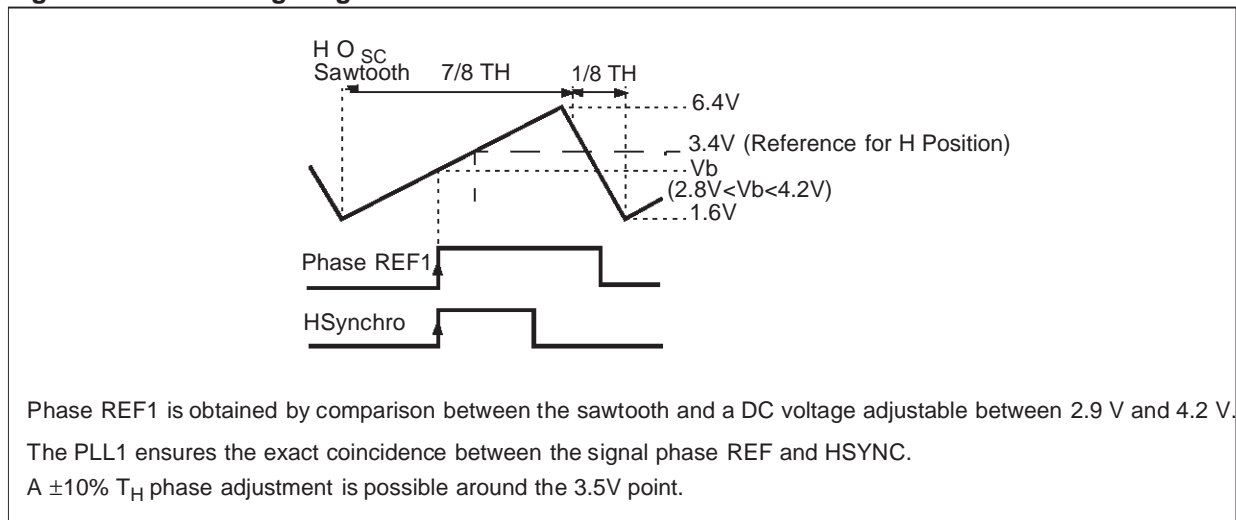 H O SC
Sawtooth
7/8 TH
1/8 TH
6.4V
3.4V (Reference for H Position)
Vb
(2.8V<Vb<4.2V)
1.6V
Phase REF1
HSynchro
Phase REF1 is obtained by comparison between the sawtooth and a DC voltage adjustable between 2.9 V and 4.2 V.
The PLL1 ensures the exact coincidence between the signal phase REF and HSYNC.
A ±10% TH phase adjustment is possible around the 3.5V point.